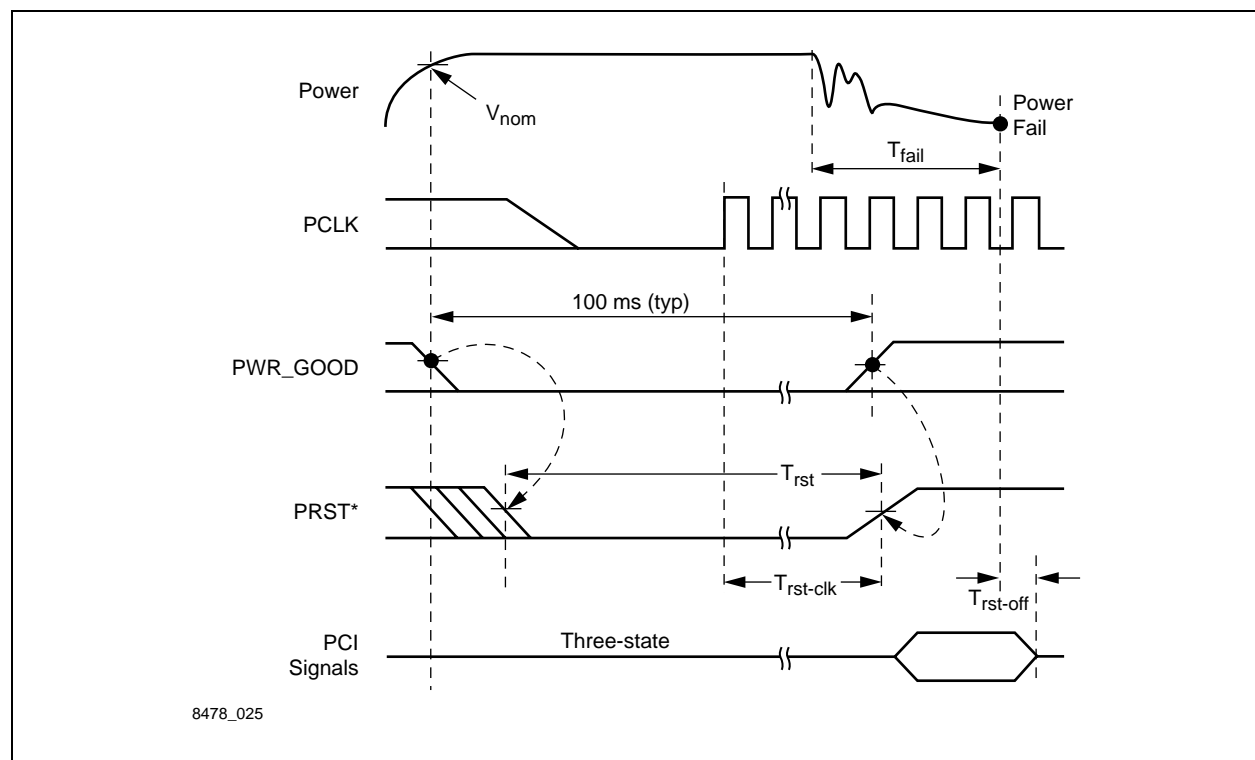 Power
V_nom
Power
Fail
T_fail
PCLK
100 ms (typ)
PWR_GOOD
T_rst
PRST*
T_rst-clk
T_rst-off
PCI
Signals
Three-state
8478_025